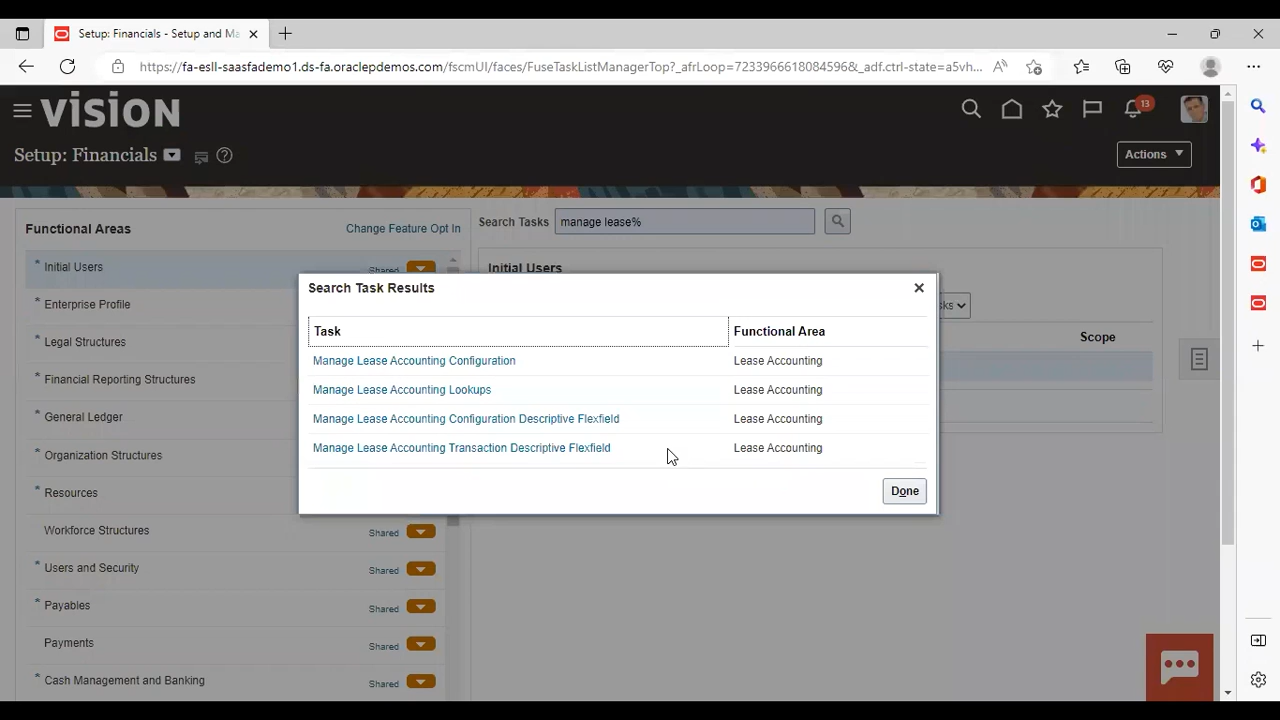 Setup: Financials - Setup and Ma
https://fa-esll-saasfademo1.ds-fa.oraclepdemos.com/fscmUI/faces/FuseTaskListManagerTop?_afrLoop=7233966618084596&_adf.ctrl-state=a5vh...
VISION
13
Setup: Financials
Actions
Functional Areas
Change Feature Opt In
Search Tasks
manage lease%
* Initial Users
Shared
Initial Users
Search Task Results
* Enterprise Profile
sks
Task
Functional Area
Scope
* Legal Structures
Manage Lease Accounting Configuration
Lease Accounting
* Financial Reporting Structures
Manage Lease Accounting Lookups
Lease Accounting
* General Ledger
Manage Lease Accounting Configuration Descriptive Flexfield
Lease Accounting
* Organization Structures
Manage Lease Accounting Transaction Descriptive Flexfield
Lease Accounting
* Resources
Done
Workforce Structures
Shared
* Users and Security
Shared
* Payables
Shared
Payments
Shared
* Cash Management and Banking
Shared